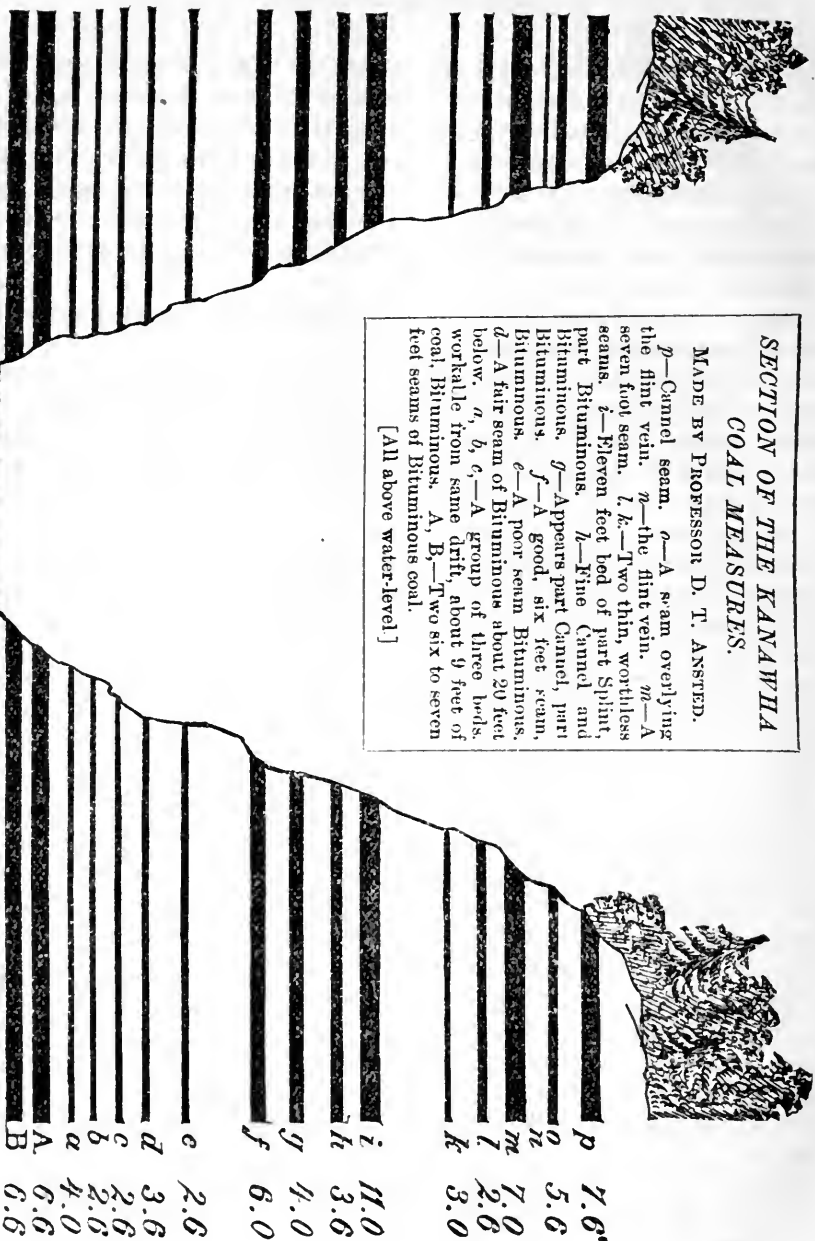 SECTION OF THE KANAWHA
COAL MEASURES.
MADE BY PROFESSOR D. T. ANSTED.
p—Cannel seam. o—A seam overlying
the flint vein. n—the flint vein. m—A
seven foot seam. l, k.—Two thin, worthless
seams. i—Eleven feet bed of part Splint,
part Bituminous. h—Fine Cannel and
Bituminous. g—Appears part Cannel, part
Bituminous. f—A good, six feet seam,
Bituminous. e—A poor seam Bituminous.
d—A fair seam of Bituminous about 20 feet
below. a, b, c,—A group of three beds.
workable from same drift, about 9 feet of
coal, Bituminous. A, B,—Two six to seven
feet seams of Bituminous coal.
[All above water-level.]
p 7.6
o 5.6
n
m 7.0
l 2.6
k 3.0
i 11.0
h 3.6
g 4.0
f 6.0
e 2.6
d 3.6
c 2.6
b 2.6
a 4.0
A 6.6
B 6.6